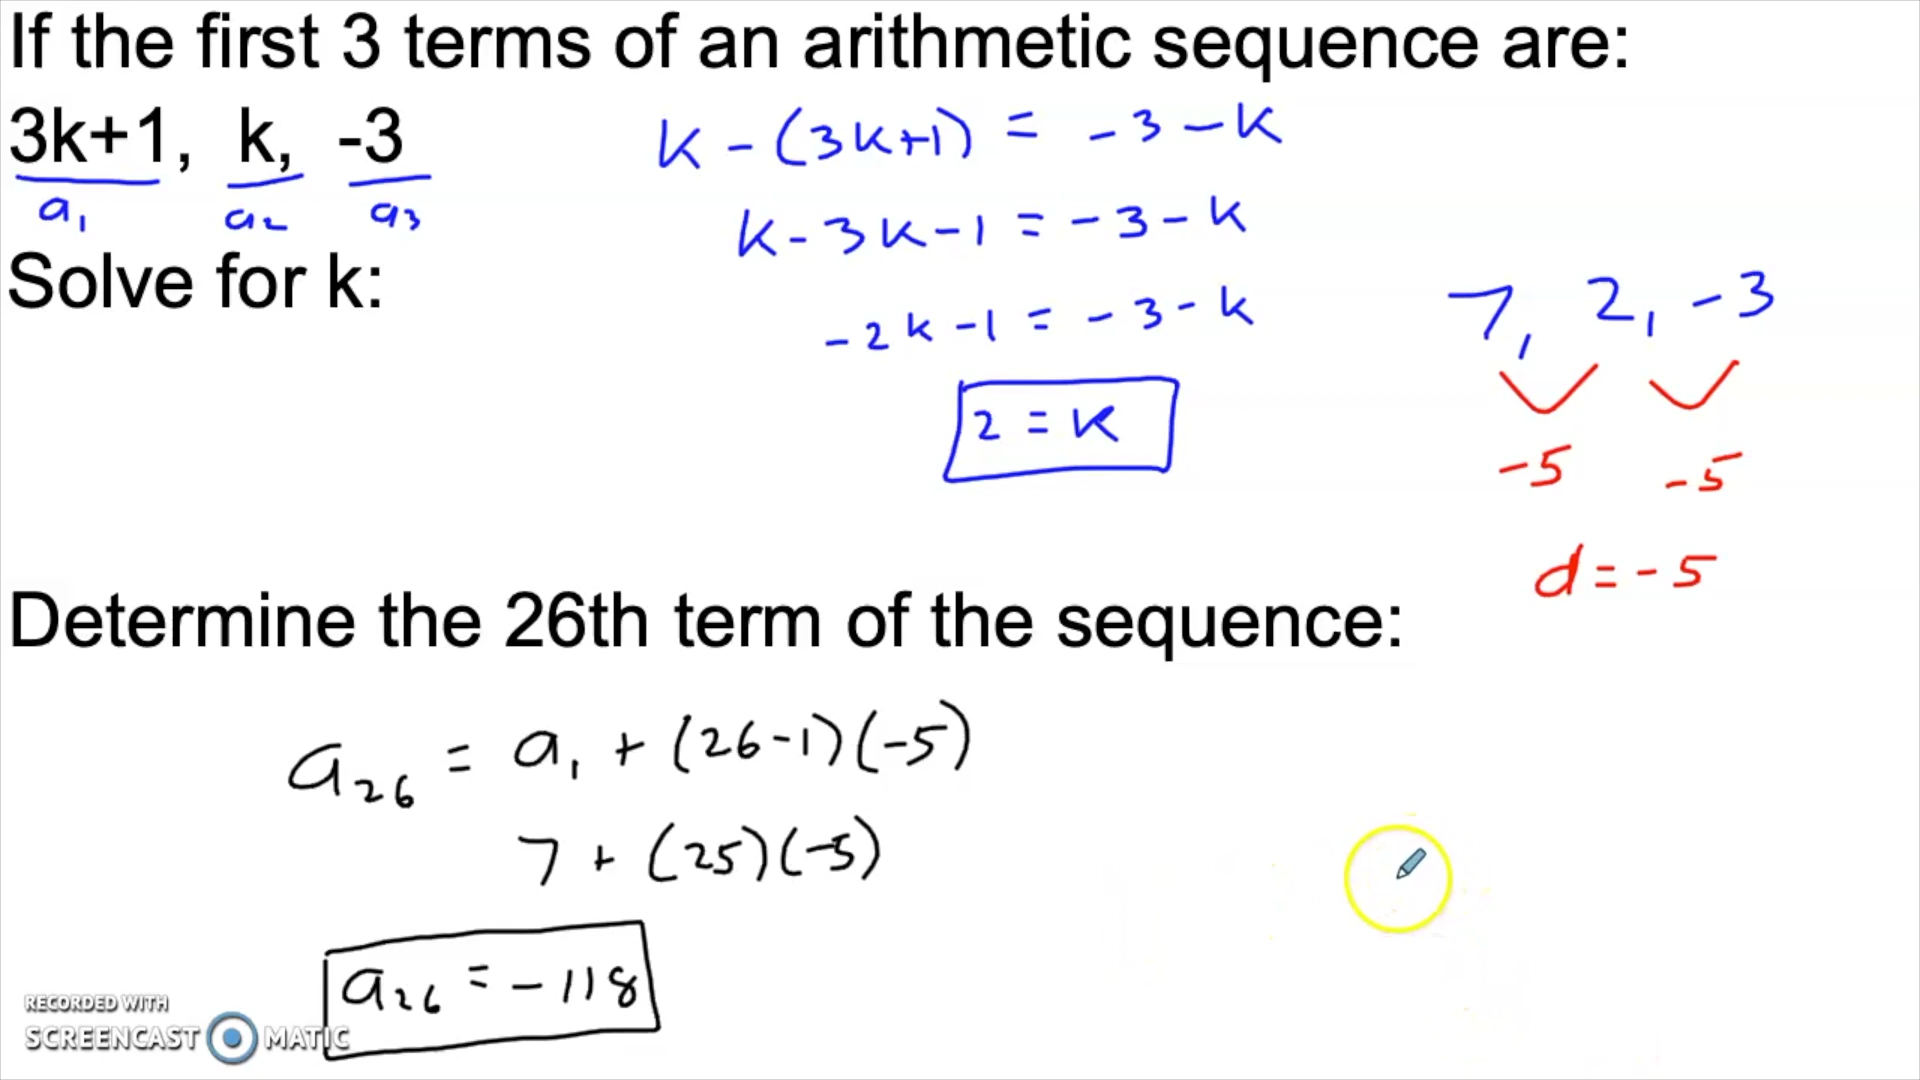 If the first 3 terms of an arithmetic sequence are:
3k+1, k, -3
a₁ a₂ a₃
k - (3k+1) = -3 - k
k - 3k - 1 = -3 - k
-2k - 1 = -3 - k
2 = k
Solve for k:
7, 2, -3
-5 -5
d = -5
Determine the 26th term of the sequence:
a₂₆ = a₁ + (26-1)(-5)
7 + (25)(-5)
a₂₆ = -118
RECORDED WITH
SCREENCAST MATIC